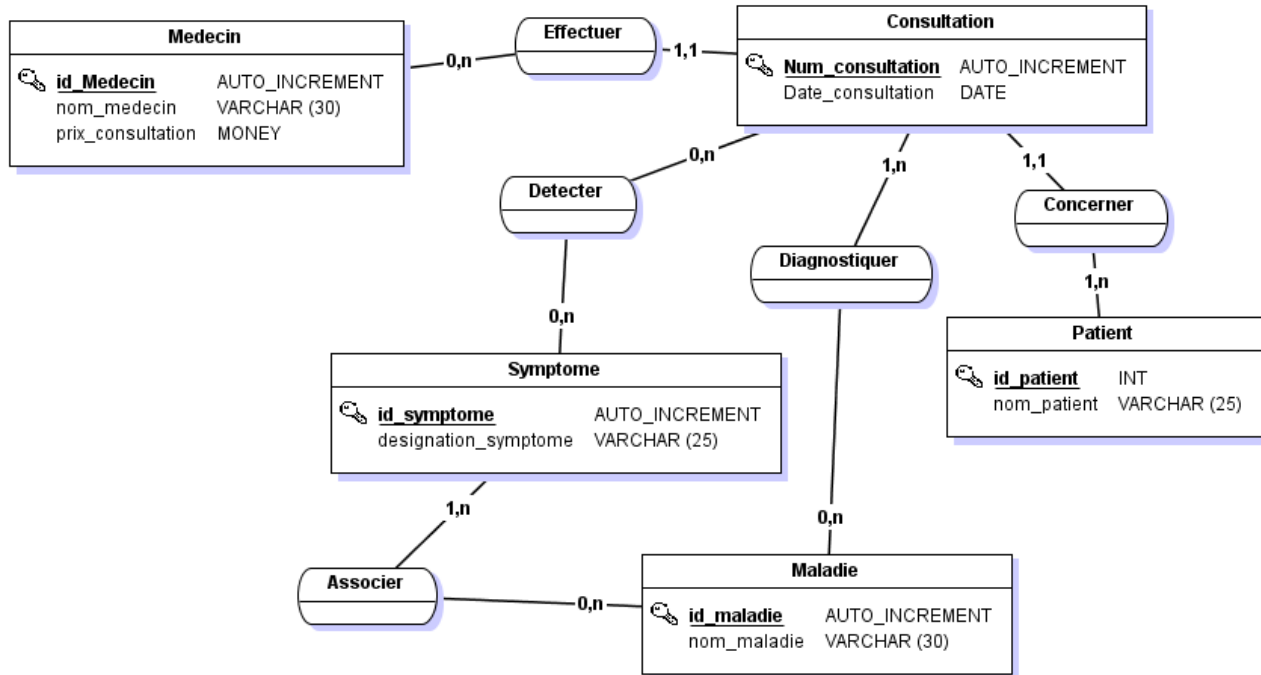 Medecin
id_Medecin AUTO_INCREMENT
nom_medecin VARCHAR (30)
prix_consultation MONEY
0,n
Effectuer
1,1
Consultation
Num_consultation AUTO_INCREMENT
Date_consultation DATE
0,n
1,n
1,1
Detecter
Concerner
Diagnostiquer
1,n
0,n
Patient
id_patient INT
nom_patient VARCHAR (25)
Symptome
id_symptome AUTO_INCREMENT
designation_symptome VARCHAR (25)
1,n
0,n
Associer
0,n
Maladie
id_maladie AUTO_INCREMENT
nom_maladie VARCHAR (30)